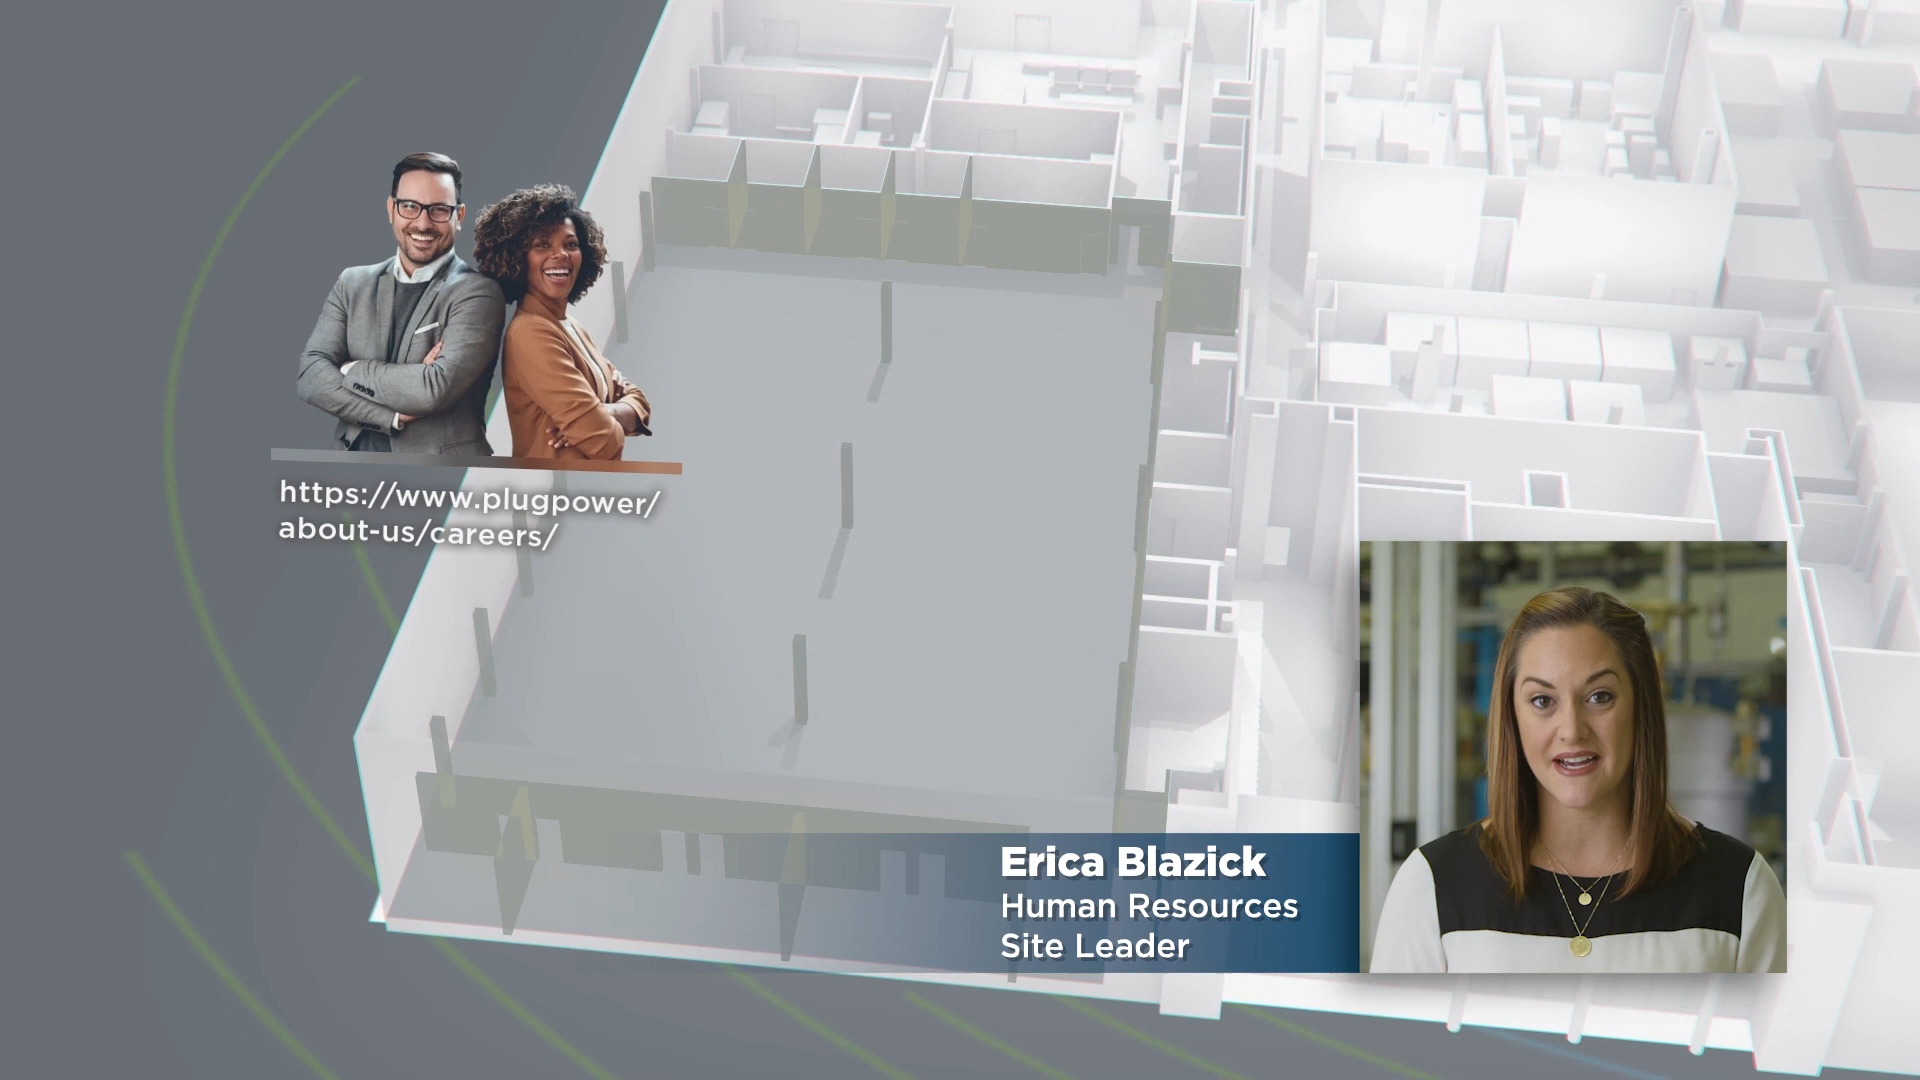 https://www.plugpower/
about-us/careers/
Erica Blazick
Human Resources
Site Leader